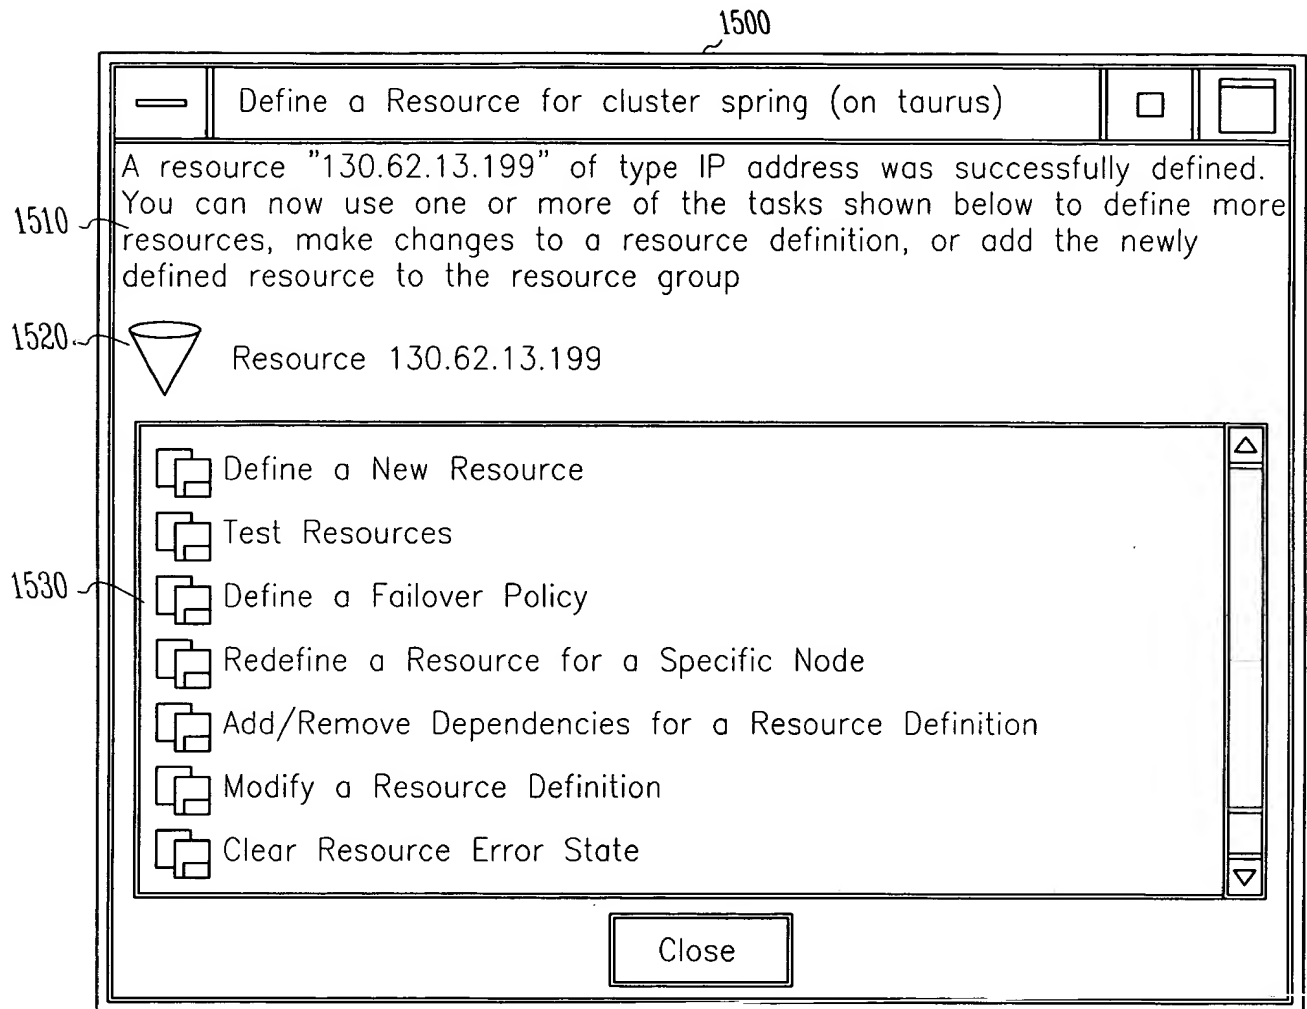 1500
Define a Resource for cluster spring (on taurus)
A resource "130.62.13.199" of type IP address was successfully defined.
You can now use one or more of the tasks shown below to define more
1510
resources, make changes to a resource definition, or add the newly
defined resource to the resource group
1520
Resource 130.62.13.199
Define a New Resource
Test Resources
1530
Define a Failover Policy
Redefine a Resource for a Specific Node
Add/Remove Dependencies for a Resource Definition
Modify a Resource Definition
Clear Resource Error State
Close